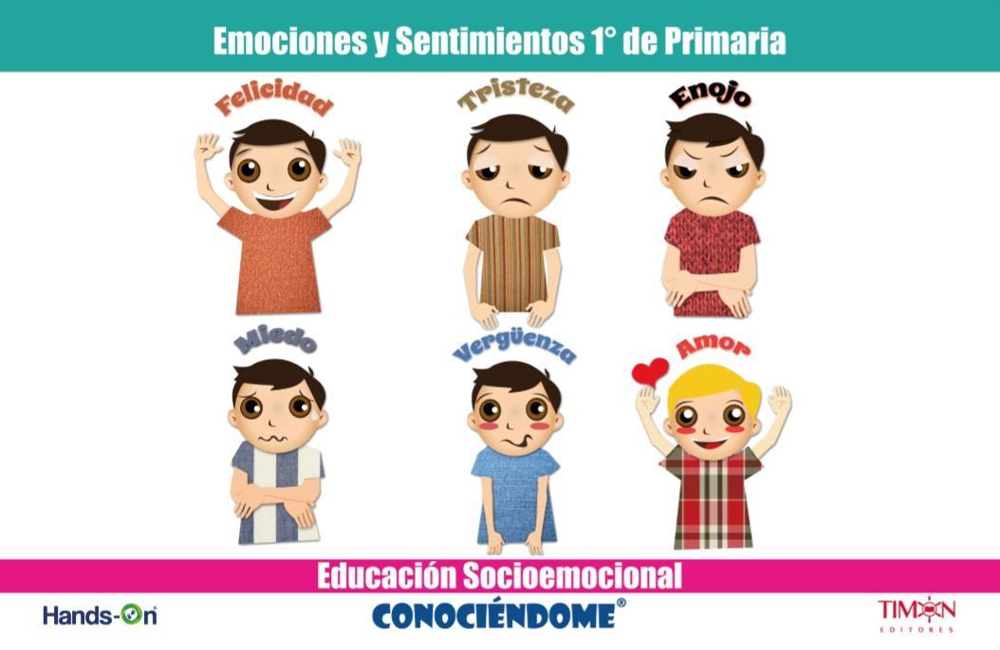 Emociones y Sentimientos 1° de Primaria
Felicidad
Tristeza
Enojo
Miedo
Vergüenza
Amor
Educación Socioemocional
Hands-On®
CONOCIÉNDOME®
TIMON
EDITORES